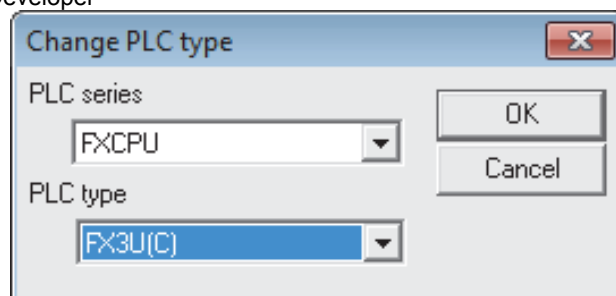 Change PLC type
PLC series
FXCPU
PLC type
FX3U(C)
OK
Cancel